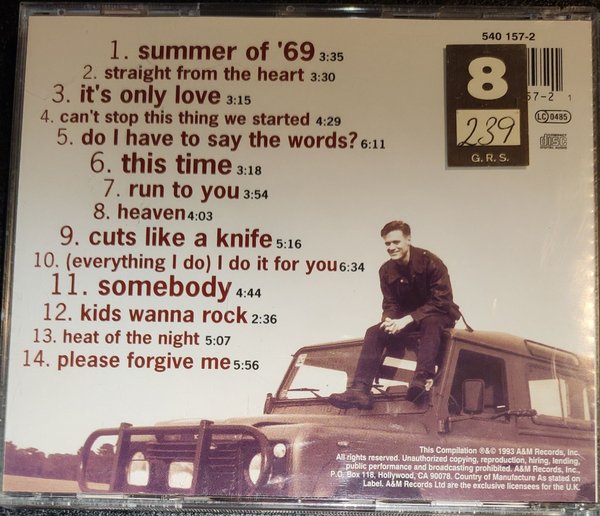 540 157-2
1. summer of '69 3:35
2. straight from the heart 3:30
3. it's only love 3:15
4. can't stop this thing we started 4:29
5. do I have to say the words? 6:11
6. this time 3:18
7. run to you 3:54
8. heaven 4:03
9. cuts like a knife 5:16
10. (everything I do) I do it for you 6:34
11. somebody 4:44
12. kids wanna rock 2:36
13. heat of the night 5:07
14. please forgive me 5:56
8
239
G.R.S.
57-2 1
LC 0485
COMPACT
disc
DIGITAL AUDIO
This Compilation ℗&© 1993 A&M Records, Inc.
All rights reserved. Unauthorized copying, reproduction, hiring, lending,
public performance and broadcasting prohibited. A&M Records, Inc.
P.O. Box 118, Hollywood, CA 90078. Country of Manufacture As stated on
Label. A&M Records Ltd are the exclusive licensees for the U.K.